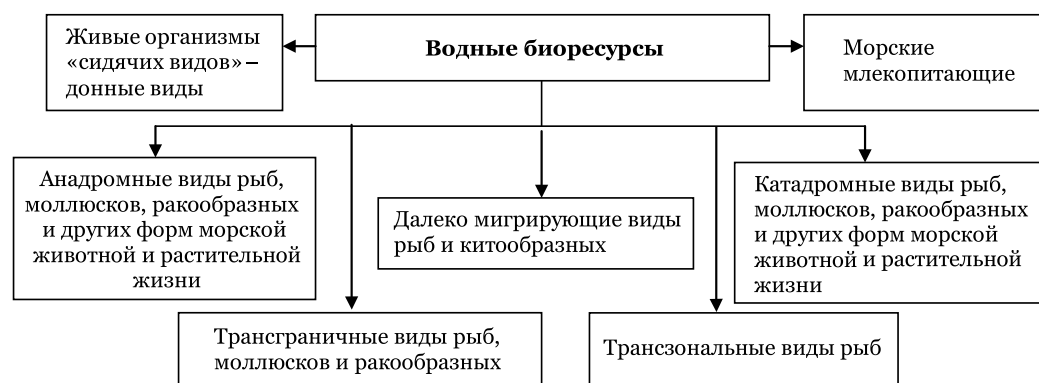 Живые организмы
«сидячих видов» –
донные виды
Водные биоресурсы
Морские
млекопитающие
Анадромные виды рыб,
моллюсков, ракообразных
и других форм морской
животной и растительной
жизни
Далеко мигрирующие виды
рыб и китообразных
Катадромные виды рыб,
моллюсков, ракообразных
и других форм морской
животной и растительной
жизни
Трансграничные виды рыб,
моллюсков и ракообразных
Трансзональные виды рыб